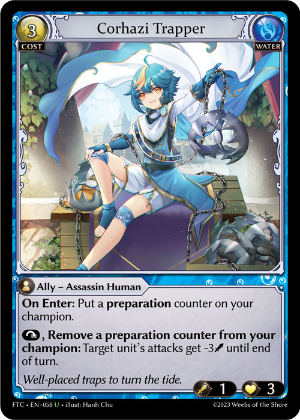 3
Corhazi Trapper
COST
WATER
Ally – Assassin Human
On Enter: Put a preparation counter on your
champion.
, Remove a preparation counter from your
champion: Target unit's attacks get -3 until end
of turn.
Well-placed traps to turn the tide.
1
3
FTC • EN-058 U • illust: Hanh Chu
©2023 Weebs of the Shore